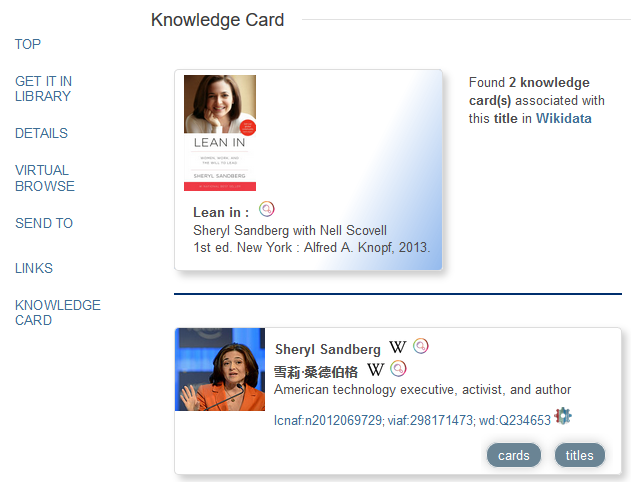 Knowledge Card
TOP
GET IT IN
LIBRARY
DETAILS
VIRTUAL
BROWSE
SEND TO
LINKS
KNOWLEDGE
CARD
LEAN IN
WOMEN, WORK, AND
THE WILL TO LEAD
SHERYL SANDBERG
Lean in :
Sheryl Sandberg with Nell Scovell
1st ed. New York : Alfred A. Knopf, 2013.
Found 2 knowledge
card(s) associated with
this title in Wikidata
Sheryl Sandberg W
雪莉·桑德伯格 W
American technology executive, activist, and author
lcnaf:n2012069729; viaf:298171473; wd:Q234653
cards titles